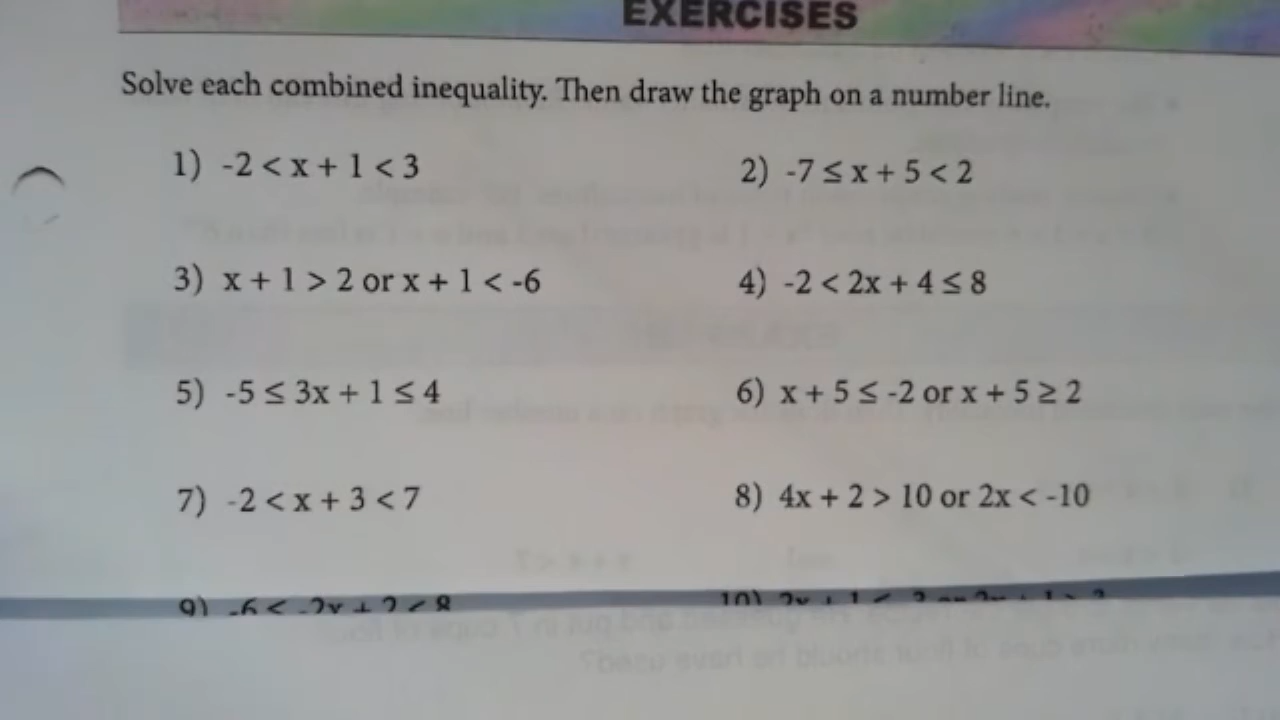 EXERCISES
Solve each combined inequality. Then draw the graph on a number line.
1) -2 < x + 1 < 3
2) -7 ≤ x + 5 < 2
3) x + 1 > 2 or x + 1 < -6
4) -2 < 2x + 4 ≤ 8
5) -5 ≤ 3x + 1 ≤ 4
6) x + 5 ≤ -2 or x + 5 ≥ 2
7) -2 < x + 3 < 7
8) 4x + 2 > 10 or 2x < -10
9)
10)